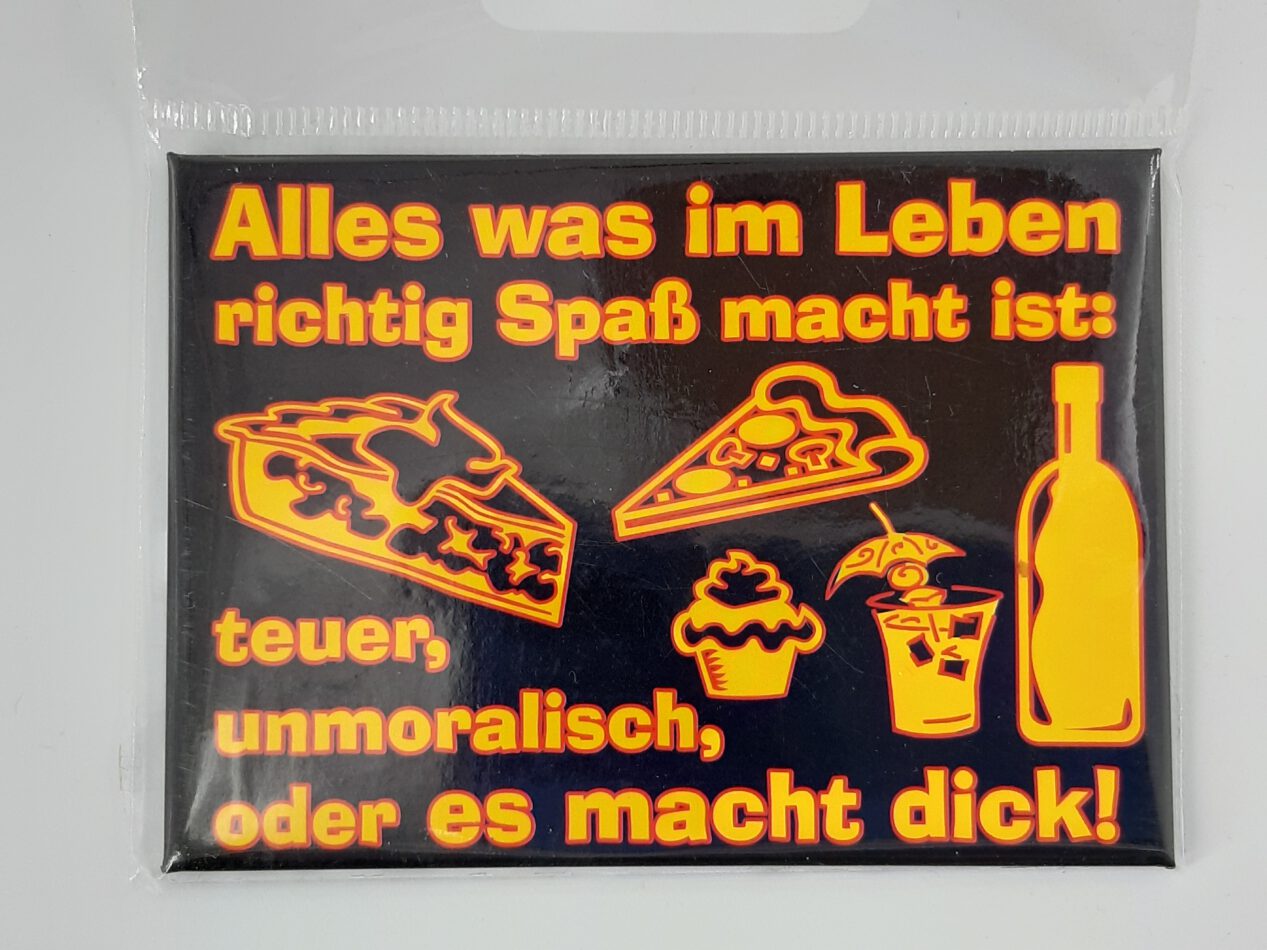 Alles was im Leben
richtig Spaß macht ist:
teuer,
unmoralisch,
oder es macht dick!